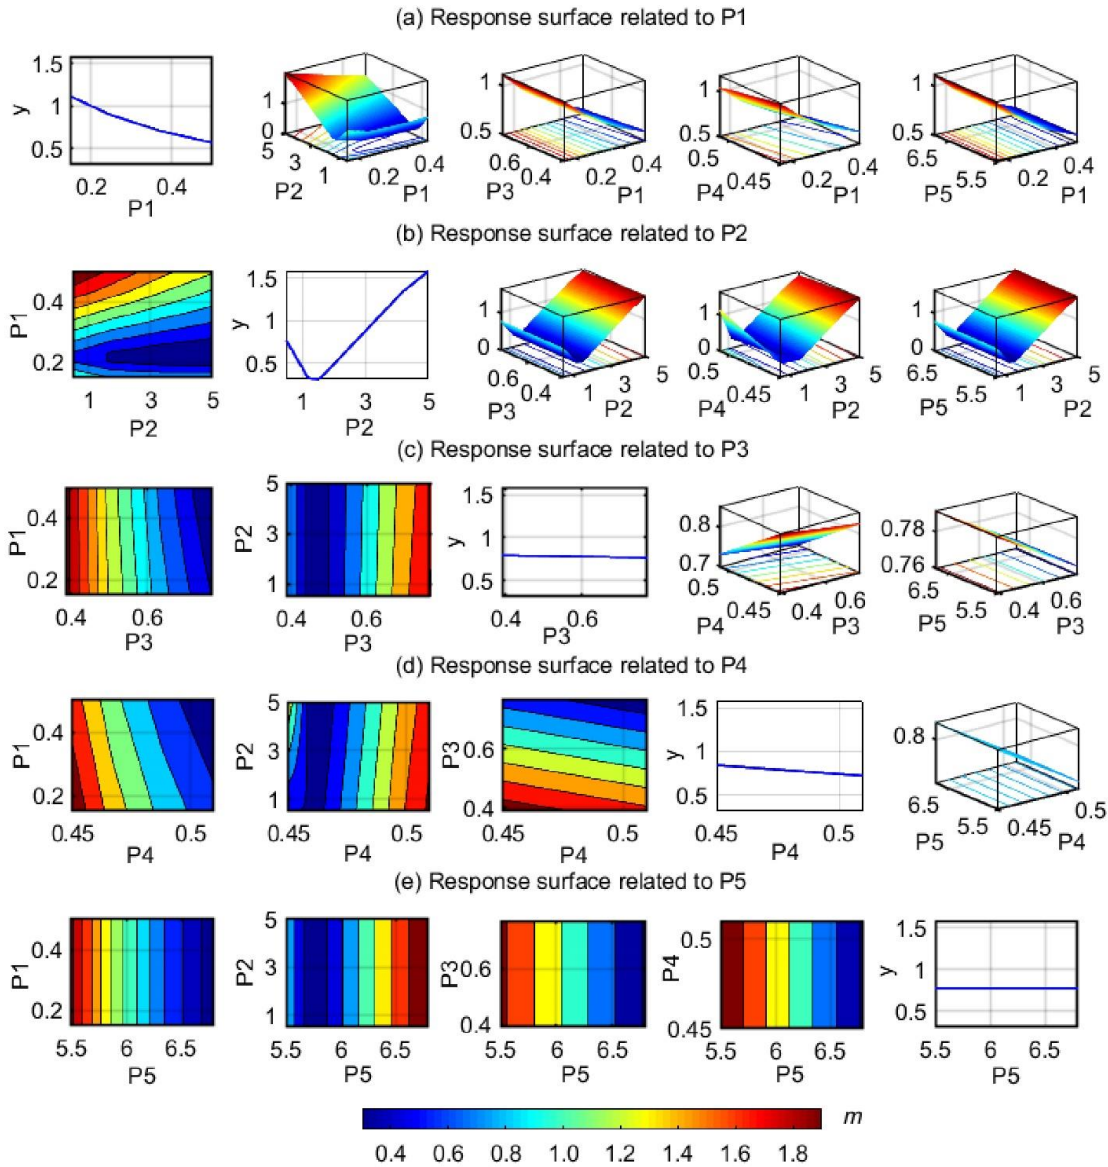 (a) Response surface related to P1
1.5
1
0.5
y
0.2 0.4
P1
1
0
5 3 1
P2
0.2 0.4
P1
1
0.5
0.6 0.4
P3
0.2 0.4
P1
1
0.5
0.5 0.45
P4
0.2 0.4
P1
1
0.5
6.5 5.5
P5
0.2 0.4
P1
(b) Response surface related to P2
P1
0.4
0.2
1 3 5
P2
y
1.5
1
0.5
1 3 5
P2
1
0
0.6 0.4
P3
1 3 5
P2
1
0
0.5 0.45
P4
1 3 5
P2
1
0
6.5 5.5
P5
1 3 5
P2
(c) Response surface related to P3
P1
0.4
0.2
0.4 0.6
P3
P2
5
3
1
0.4 0.6
P3
y
1.5
1
0.5
0.4 0.6
P3
0.8
0.7
0.5 0.45
P4
0.4 0.6
P3
0.78
0.76
6.5 5.5
P5
0.4 0.6
P3
(d) Response surface related to P4
P1
0.4
0.2
0.45 0.5
P4
P2
5
3
1
0.45 0.5
P4
P3
0.6
0.4
0.45 0.5
P4
y
1.5
1
0.5
0.45 0.5
P4
0.8
6.5 5.5
P5
0.45 0.5
P4
(e) Response surface related to P5
P1
0.4
0.2
5.5 6 6.5
P5
P2
5
3
1
5.5 6 6.5
P5
P3
0.6
0.4
5.5 6 6.5
P5
P4
0.5
0.45
5.5 6 6.5
P5
y
1.5
1
0.5
5.5 6 6.5
P5
m
0.4 0.6 0.8 1.0 1.2 1.4 1.6 1.8